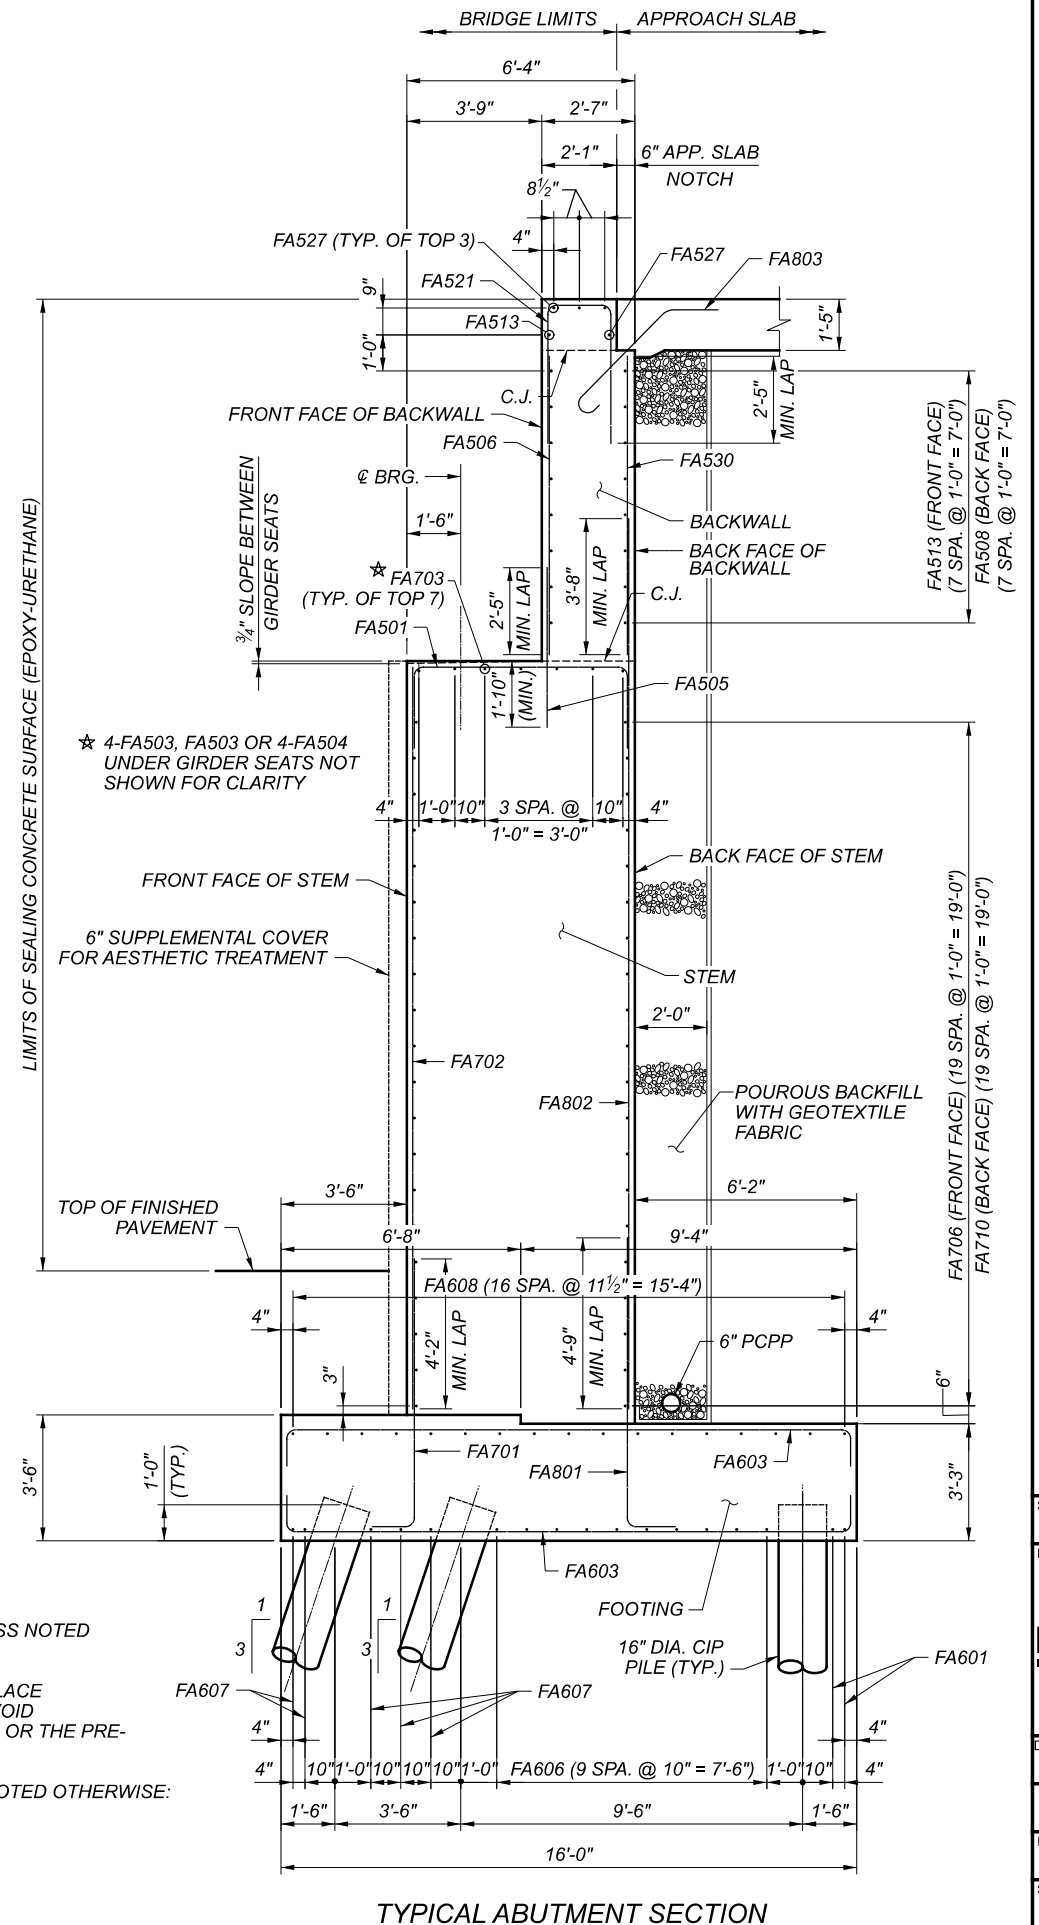 BRIDGE LIMITS
APPROACH SLAB
6'-4"
3'-9"
2'-7"
2'-1"
6" APP. SLAB
NOTCH
8½"
FA527 (TYP. OF TOP 3)
4"
FA527
FA803
9"
FA521
FA513
1'-0"
1'-5"
C.J.
2'-5"
MIN. LAP
FRONT FACE OF BACKWALL
FA506
FA530
℄ BRG.
1'-6"
BACKWALL
BACK FACE OF
BACKWALL
FA513 (FRONT FACE)
(7 SPA. @ 1'-0" = 7'-0")
FA508 (BACK FACE)
(7 SPA. @ 1'-0" = 7'-0")
¾" SLOPE BETWEEN
GIRDER SEATS
☆
FA703
(TYP. OF TOP 7)
2'-5"
MIN. LAP
3'-8"
MIN. LAP
C.J.
FA501
1'-10"
(MIN.)
FA505
LIMITS OF SEALING CONCRETE SURFACE (EPOXY-URETHANE)
☆ 4-FA503, FA503 OR 4-FA504
UNDER GIRDER SEATS NOT
SHOWN FOR CLARITY
4"
1'-0"
10"
3 SPA. @
1'-0" = 3'-0"
10"
4"
FRONT FACE OF STEM
BACK FACE OF STEM
6" SUPPLEMENTAL COVER
FOR AESTHETIC TREATMENT
STEM
2'-0"
FA702
FA802
POUROUS BACKFILL
WITH GEOTEXTILE
FABRIC
FA706 (FRONT FACE) (19 SPA. @ 1'-0" = 19'-0")
FA710 (BACK FACE) (19 SPA. @ 1'-0" = 19'-0")
3'-6"
6'-2"
TOP OF FINISHED
PAVEMENT
6'-8"
9'-4"
FA608 (16 SPA. @ 11½" = 15'-4")
4"
4"
4'-2"
MIN. LAP
4'-9"
MIN. LAP
6" PCPP
3"
6"
3'-6"
1'-0"
(TYP.)
FA701
FA801
FA603
3'-3"
FA603
FOOTING
1
3
1
3
16" DIA. CIP
PILE (TYP.)
FA601
SS NOTED
LACE
VOID
OR THE PRE-
OTED OTHERWISE:
FA607
FA607
4"
4"
4"
10"
1'-0"
10"
10"
10"
1'-0"
FA606 (9 SPA. @ 10" = 7'-6")
1'-0"
10"
4"
1'-6"
3'-6"
9'-6"
1'-6"
16'-0"
TYPICAL ABUTMENT SECTION